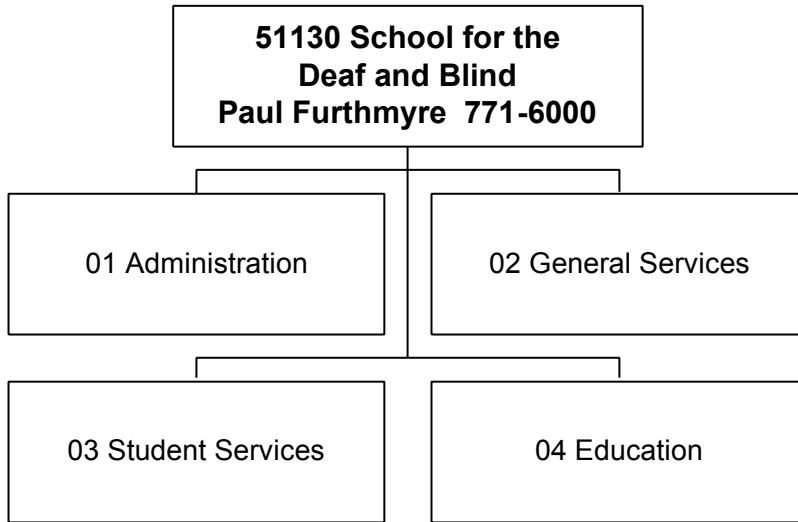 51130 School for the
Deaf and Blind
Paul Furthmyre 771-6000
01 Administration
02 General Services
03 Student Services
04 Education